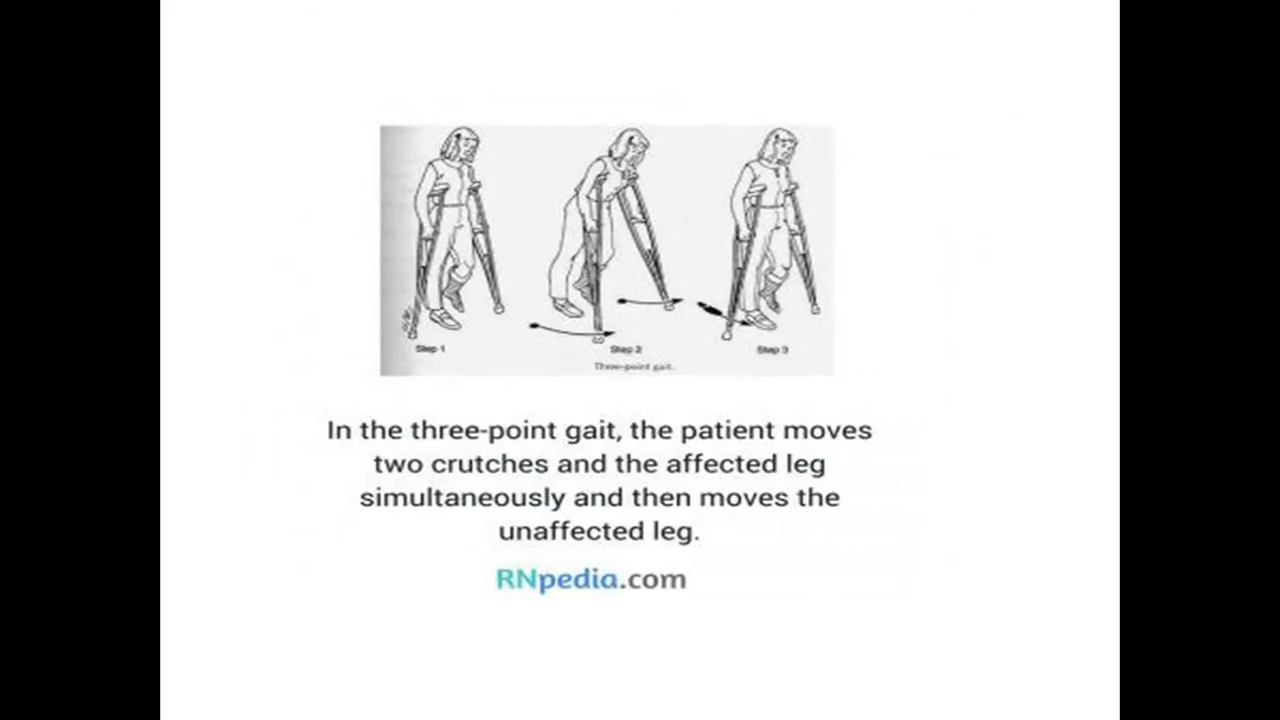 Step 1
Step 2
Step 3
Three-point gait.
In the three-point gait, the patient moves
two crutches and the affected leg
simultaneously and then moves the
unaffected leg.
RNpedia.com